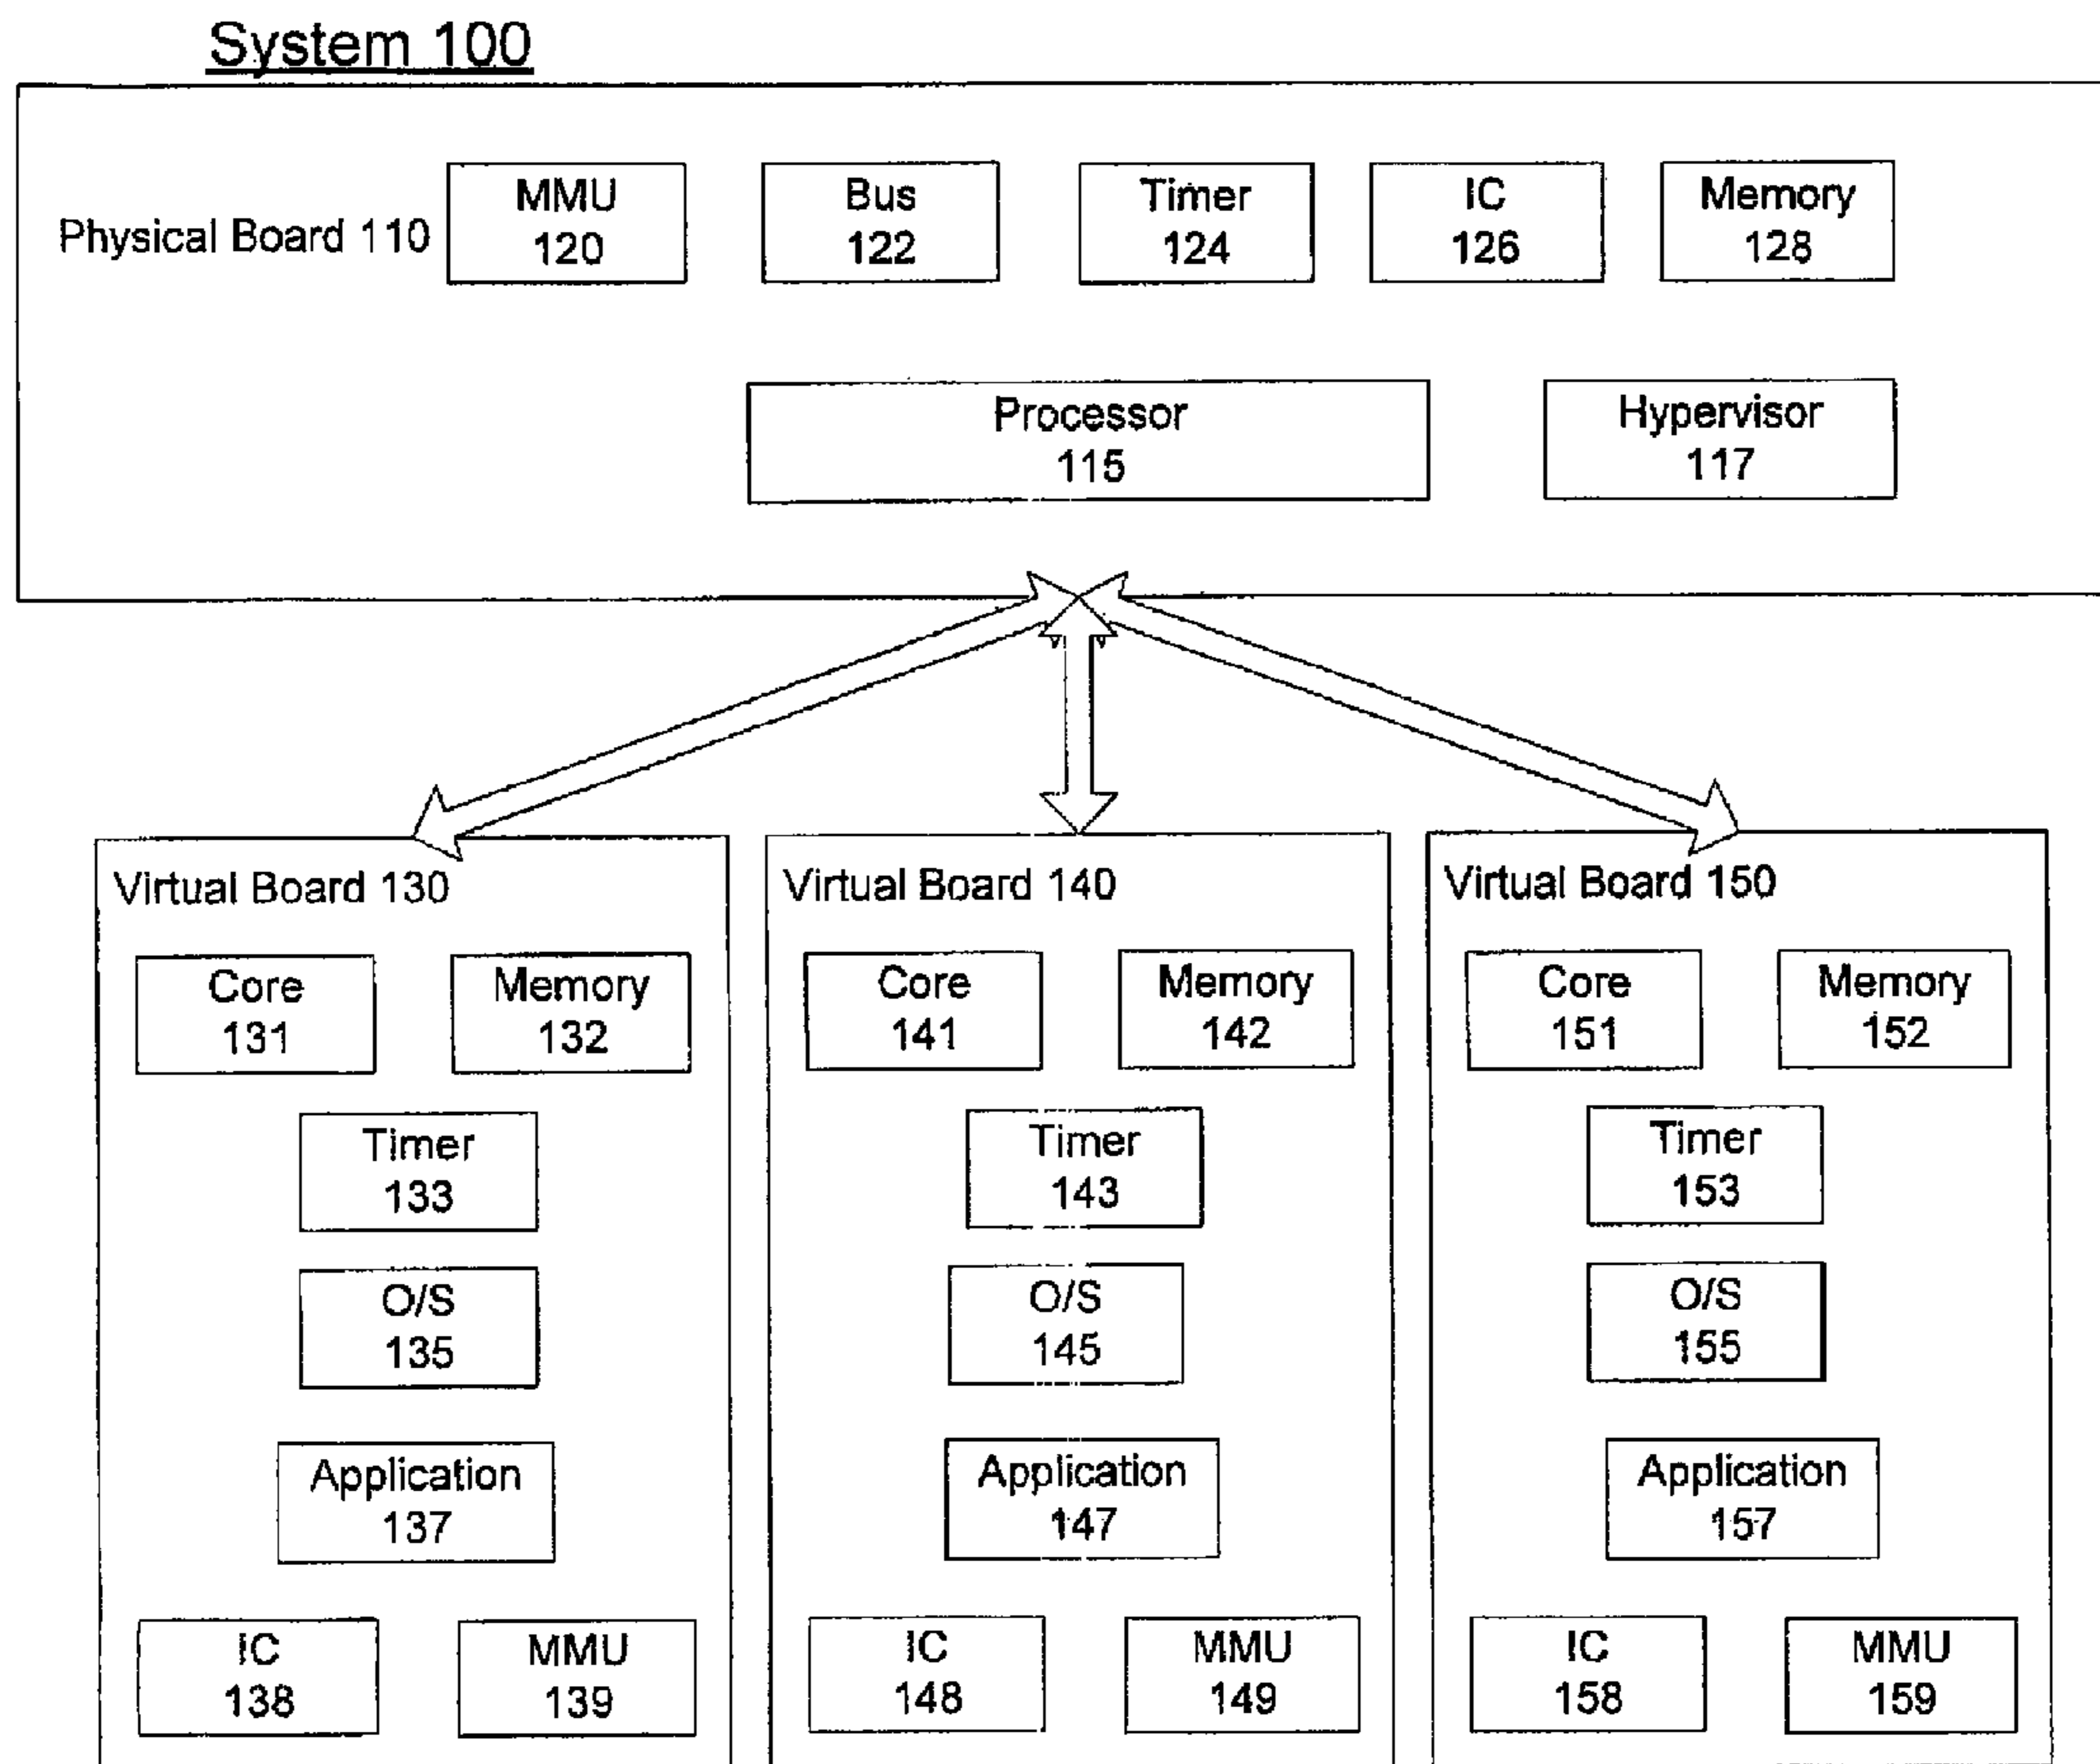 System 100
Physical Board 110
MMU
120
Bus
122
Timer
124
IC
126
Memory
128
Processor
115
Hypervisor
117
Virtual Board 130
Core
131
Memory
132
Timer
133
O/S
135
Application
137
IC
138
MMU
139
Virtual Board 140
Core
141
Memory
142
Timer
143
O/S
145
Application
147
IC
148
MMU
149
Virtual Board 150
Core
151
Memory
152
Timer
153
O/S
155
Application
157
IC
158
MMU
159